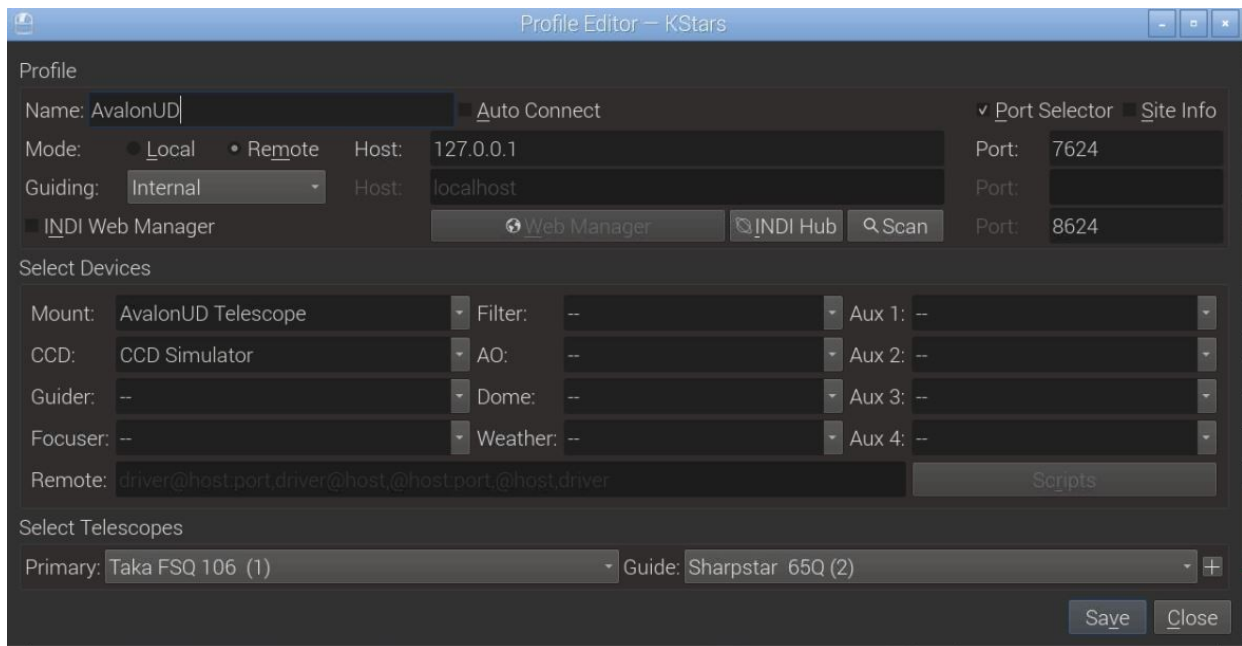 Profile Editor — KStars
Profile
Name: AvalonUD Auto Connect Port Selector Site Info
Mode: Local Remote Host: 127.0.0.1 Port: 7624
Guiding: Internal Host: localhost Port:
INDI Web Manager Web Manager INDI Hub Scan Port: 8624
Select Devices
Mount: AvalonUD Telescope Filter: -- Aux 1: --
CCD: CCD Simulator AO: -- Aux 2: --
Guider: -- Dome: -- Aux 3: --
Focuser: -- Weather: -- Aux 4: --
Remote: driver@host:port,driver@host,@host:port,@host,driver Scripts
Select Telescopes
Primary: Taka FSQ 106 (1) Guide: Sharpstar 65Q (2)
Save Close